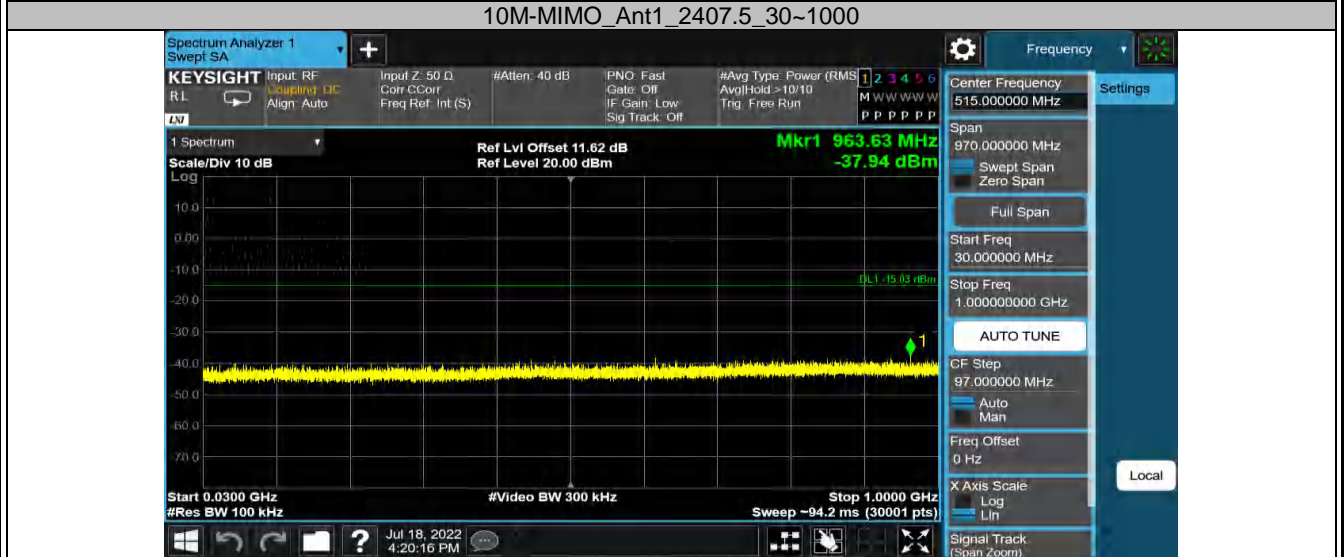 10M-MIMO_Ant1_2407.5_30~1000
Spectrum Analyzer 1
Swept SA
Frequency
KEYSIGHT
RL
LXI
Input: RF
Coupling: DC
Align: Auto
Input Z: 50 Ω
Corr CCorr
Freq Ref: Int (S)
#Atten: 40 dB
PNO: Fast
Gate: Off
IF Gain: Low
Sig Track: Off
#Avg Type: Power (RMS
Avg|Hold >10/10
Trig: Free Run
1 2 3 4 5 6
M W W W W W
P P P P P P
1 Spectrum
Scale/Div 10 dB
Ref Lvl Offset 11.62 dB
Ref Level 20.00 dBm
Mkr1 963.63 MHz
-37.94 dBm
Log
10.0
0.00
-10.0
DL1 -15.03 dBm
-20.0
-30.0
1
-40.0
-50.0
-60.0
-70.0
Start 0.0300 GHz
#Res BW 100 kHz
#Video BW 300 kHz
Stop 1.0000 GHz
Sweep ~94.2 ms (30001 pts)
?
Jul 18, 2022
4:20:16 PM
Center Frequency
515.000000 MHz
Settings
Span
970.000000 MHz
Swept Span
Zero Span
Full Span
Start Freq
30.000000 MHz
Stop Freq
1.000000000 GHz
AUTO TUNE
CF Step
97.000000 MHz
Auto
Man
Freq Offset
0 Hz
X Axis Scale
Log
Lin
Local
Signal Track
(Span Zoom)